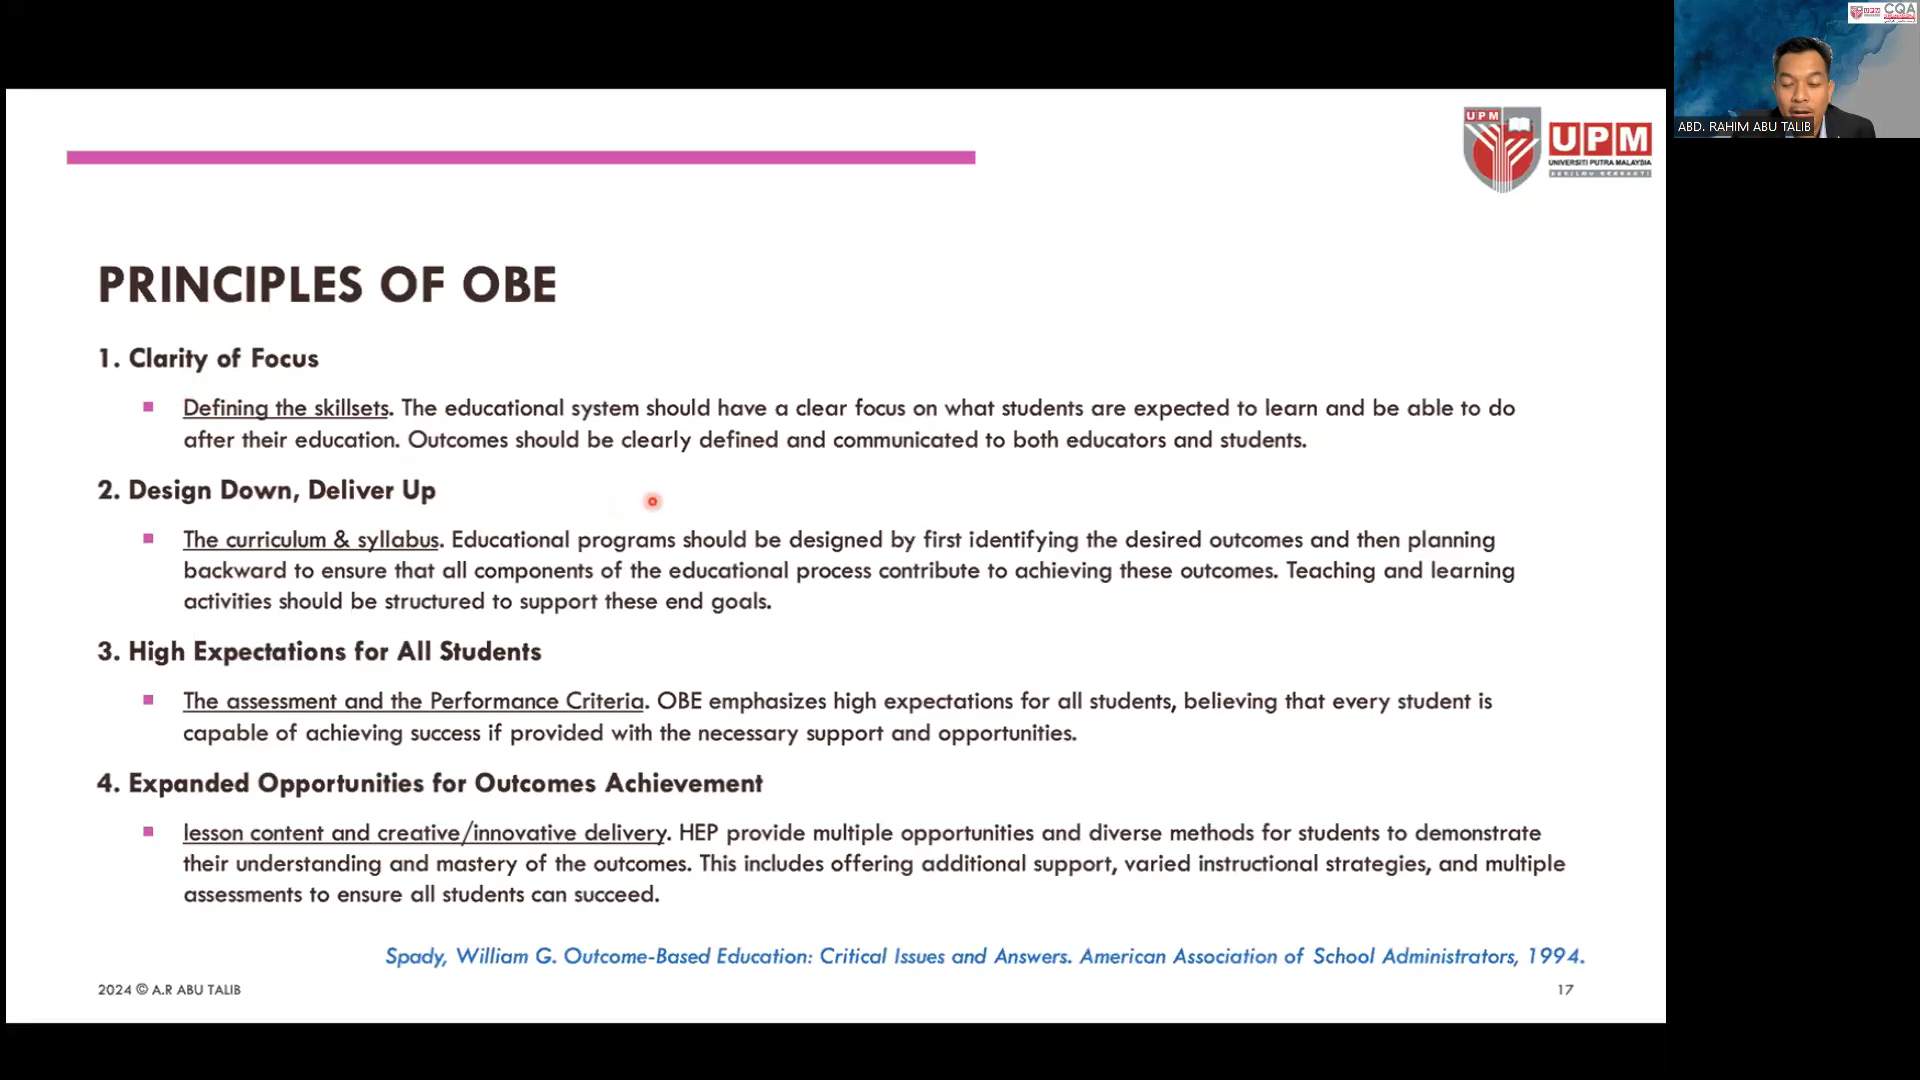 UPM
CQA
ABD. RAHIM ABU TALIB
UPM
UPM
UNIVERSITI PUTRA MALAYSIA
BERILMU BERBAKTI
PRINCIPLES OF OBE
1. Clarity of Focus
Defining the skillsets. The educational system should have a clear focus on what students are expected to learn and be able to do
after their education. Outcomes should be clearly defined and communicated to both educators and students.
2. Design Down, Deliver Up
The curriculum & syllabus. Educational programs should be designed by first identifying the desired outcomes and then planning
backward to ensure that all components of the educational process contribute to achieving these outcomes. Teaching and learning
activities should be structured to support these end goals.
3. High Expectations for All Students
The assessment and the Performance Criteria. OBE emphasizes high expectations for all students, believing that every student is
capable of achieving success if provided with the necessary support and opportunities.
4. Expanded Opportunities for Outcomes Achievement
lesson content and creative/innovative delivery. HEP provide multiple opportunities and diverse methods for students to demonstrate
their understanding and mastery of the outcomes. This includes offering additional support, varied instructional strategies, and multiple
assessments to ensure all students can succeed.
Spady, William G. Outcome-Based Education: Critical Issues and Answers. American Association of School Administrators, 1994.
2024 © A.R ABU TALIB
17